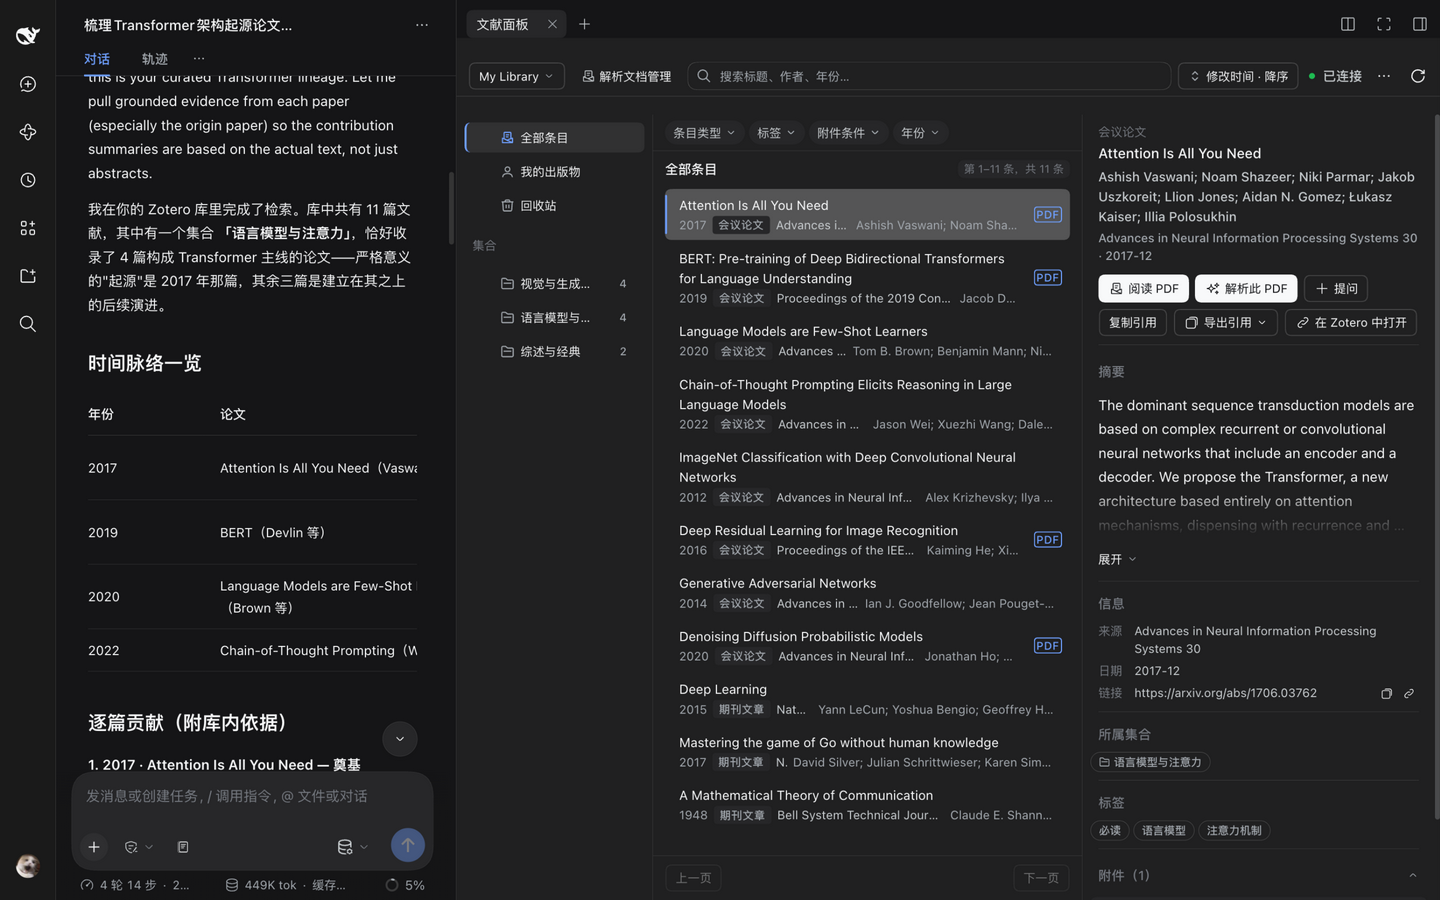 梳理 Transformer 架构起源论文...
对话
轨迹
this is your curated Transformer lineage. Let me
pull grounded evidence from each paper
(especially the origin paper) so the contribution
summaries are based on the actual text, not just
abstracts.
我在你的 Zotero 库里完成了检索。库中共有 11 篇文
献，其中有一个集合「语言模型与注意力」，恰好收
录了 4 篇构成 Transformer 主线的论文——严格意义
的"起源"是 2017 年那篇，其余三篇是建立在其之上
的后续演进。
时间脉络一览
年份 论文
2017 Attention Is All You Need（Vaswa
2019 BERT（Devlin 等）
2020 Language Models are Few-Shot
（Brown 等）
2022 Chain-of-Thought Prompting（W
逐篇贡献（附库内依据）
1. 2017 · Attention Is All You Need — 奠基
发消息或创建任务, / 调用指令, @ 文件或对话
4 轮 14 步 · 2...
449K tok · 缓存...
5%
文献面板
My Library
解析文档管理
搜索标题、作者、年份...
修改时间 · 降序
已连接
全部条目
我的出版物
回收站
集合
视觉与生成... 4
语言模型与... 4
综述与经典 2
条目类型
标签
附件条件
年份
全部条目
第 1–11 条，共 11 条
Attention Is All You Need
2017 会议论文 Advances i... Ashish Vaswani; Noam Sha...
PDF
BERT: Pre-training of Deep Bidirectional Transformers
for Language Understanding
2019 会议论文 Proceedings of the 2019 Con... Jacob D...
PDF
Language Models are Few-Shot Learners
2020 会议论文 Advances ... Tom B. Brown; Benjamin Mann; Ni...
Chain-of-Thought Prompting Elicits Reasoning in Large
Language Models
2022 会议论文 Advances in ... Jason Wei; Xuezhi Wang; Dale...
ImageNet Classification with Deep Convolutional Neural
Networks
2012 会议论文 Advances in Neural Inf... Alex Krizhevsky; Ilya ...
Deep Residual Learning for Image Recognition
2016 会议论文 Proceedings of the IEE... Kaiming He; Xi...
PDF
Generative Adversarial Networks
2014 会议论文 Advances in ... Ian J. Goodfellow; Jean Pouget-...
Denoising Diffusion Probabilistic Models
2020 会议论文 Advances in Neural Inf... Jonathan Ho; ...
PDF
Deep Learning
2015 期刊文章 Nat... Yann LeCun; Yoshua Bengio; Geoffrey H...
Mastering the game of Go without human knowledge
2017 期刊文章 N. David Silver; Julian Schrittwieser; Karen Sim...
A Mathematical Theory of Communication
1948 期刊文章 Bell System Technical Jour... Claude E. Shann...
上一页
下一页
会议论文
Attention Is All You Need
Ashish Vaswani; Noam Shazeer; Niki Parmar; Jakob
Uszkoreit; Llion Jones; Aidan N. Gomez; Łukasz
Kaiser; Illia Polosukhin
Advances in Neural Information Processing Systems 30
· 2017-12
阅读 PDF
解析此 PDF
提问
复制引用
导出引用
在 Zotero 中打开
摘要
The dominant sequence transduction models are
based on complex recurrent or convolutional
neural networks that include an encoder and a
decoder. We propose the Transformer, a new
architecture based entirely on attention
mechanisms, dispensing with recurrence and ...
展开
信息
来源 Advances in Neural Information Processing
Systems 30
日期 2017-12
链接 https://arxiv.org/abs/1706.03762
所属集合
语言模型与注意力
标签
必读
语言模型
注意力机制
附件（1）